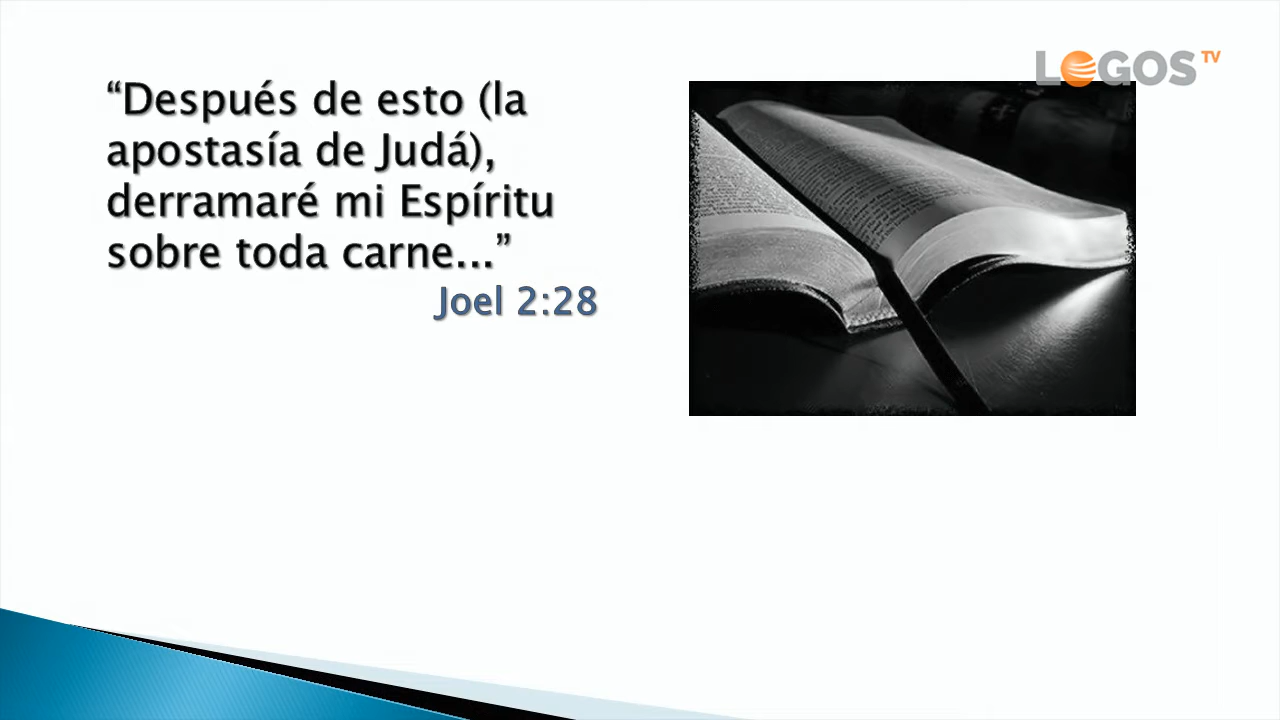 LOGOS TV
“Después de esto (la
apostasía de Judá),
derramaré mi Espíritu
sobre toda carne...”
Joel 2:28